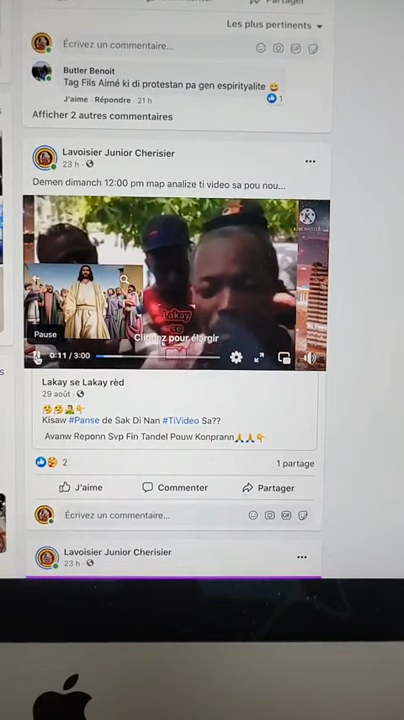 Les plus pertinents
Écrivez un commentaire...
Butler Benoit
Tag Fils Aimé ki di protestan pa gen espiryalite
J'aime · Répondre · 21 h
1
Afficher 2 autres commentaires
Lavoisier Junior Cherisier
23 h
Demen dimanch 12:00 pm map analize ti video sa pou nou...
Lakay
se
Cliquez pour élargir
Pause
0:11 / 3:00
Lakay se Lakay rèd
29 août
Kisaw #Panse de Sak Di Nan #TiVideo Sa??
Avanw Reponn Svp Fin Tandel Pouw Konprann
2
1 partage
J'aime
Commenter
Partager
Écrivez un commentaire...
Lavoisier Junior Cherisier
23 h